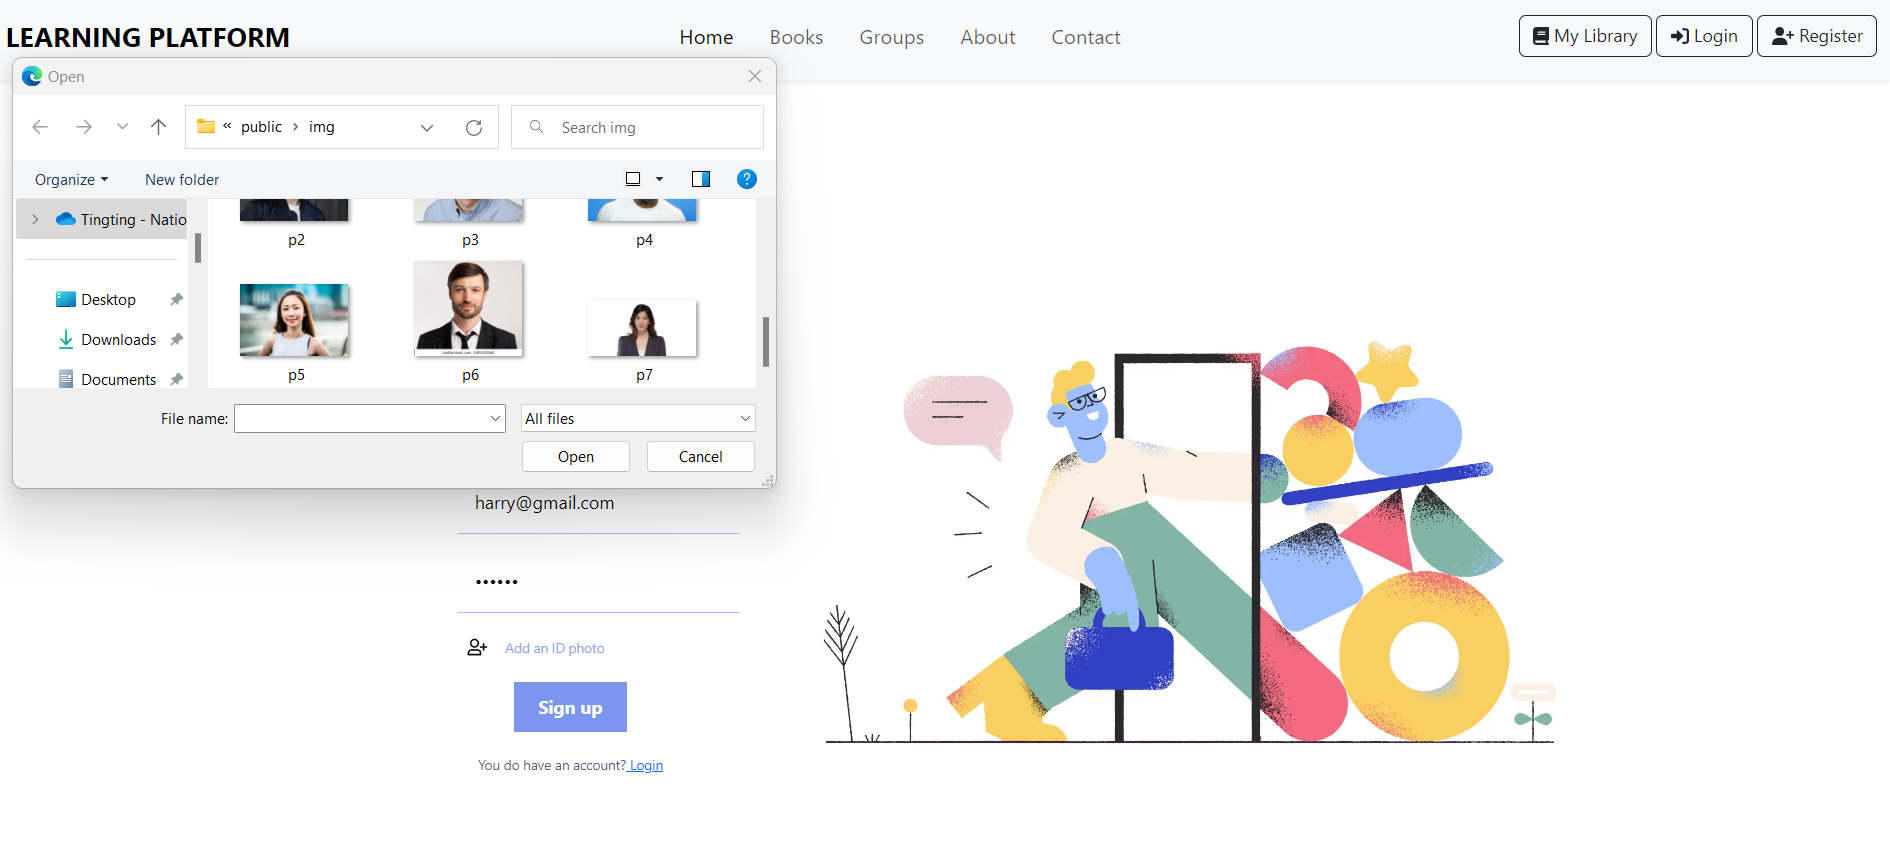 LEARNING PLATFORM
Home Books Groups About Contact
My Library Login Register
Open
« public > img
Search img
Organize New folder
Tingting - Natio
Desktop
Downloads
Documents
p2 p3 p4
p5 p6 p7
File name: All files
Open Cancel
harry@gmail.com
••••••
Add an ID photo
Sign up
You do have an account? Login